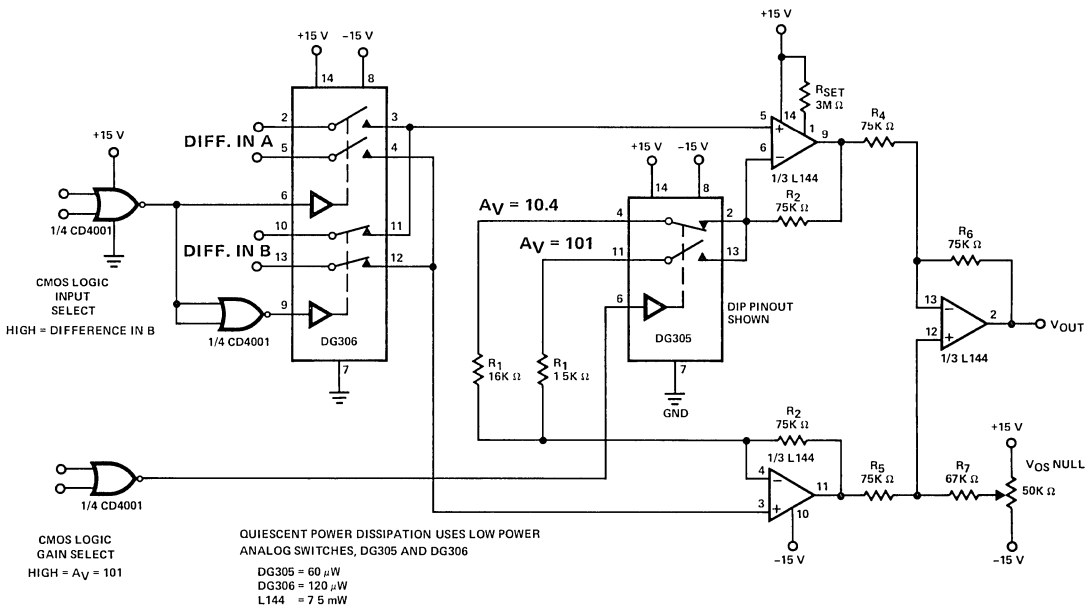 +15 V
+15 V
−15 V
14
8
2
3
DIFF. IN A
5
4
+15 V
6
10
11
DIFF. IN B
13
12
1/4 CD4001
CMOS LOGIC
INPUT
SELECT
HIGH = DIFFERENCE IN B
9
1/4 CD4001
DG306
7
+15 V
−15 V
14
8
AV = 10.4
4
2
AV = 101
11
13
6
DIP PINOUT
SHOWN
DG305
7
GND
R1
16K Ω
R1
1 5K Ω
RSET
3M Ω
5
+
14
1
9
6
−
1/3 L144
R4
75K Ω
R2
75K Ω
R6
75K Ω
13
−
2
12
+
1/3 L144
VOUT
R2
75K Ω
1/3 L144
4
−
11
3
+
10
−15 V
R5
75K Ω
R7
67K Ω
+15 V
VOS NULL
50K Ω
−15 V
1/4 CD4001
CMOS LOGIC
GAIN SELECT
HIGH = AV = 101
QUIESCENT POWER DISSIPATION USES LOW POWER
ANALOG SWITCHES, DG305 AND DG306
DG305 = 60 μW
DG306 = 120 μW
L144 = 7 5 mW